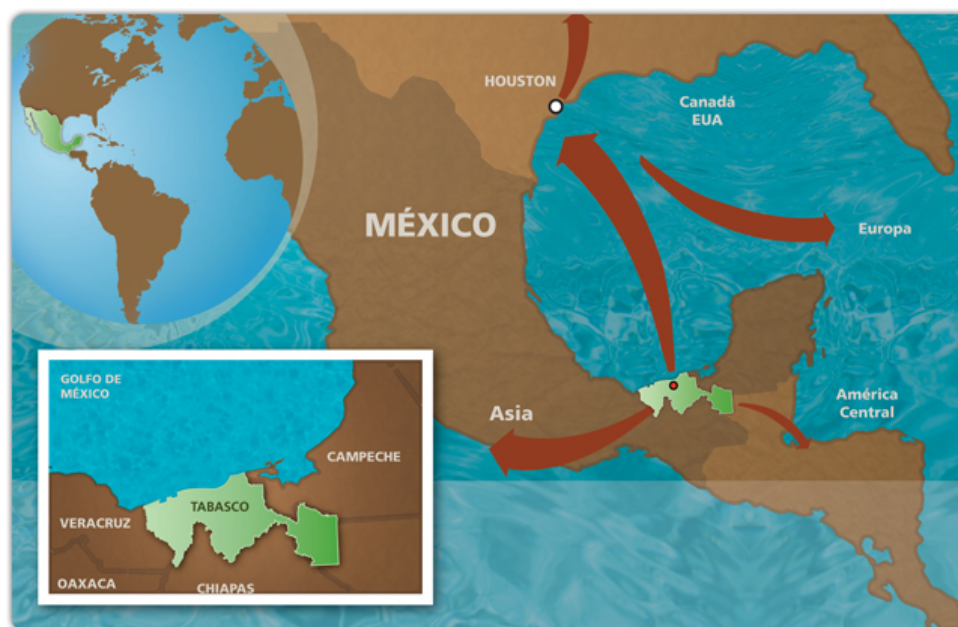 HOUSTON
Canadá
EUA
MÉXICO
Europa
Asia
América
Central
GOLFO DE
MÉXICO
CAMPECHE
TABASCO
VERACRUZ
OAXACA
CHIAPAS